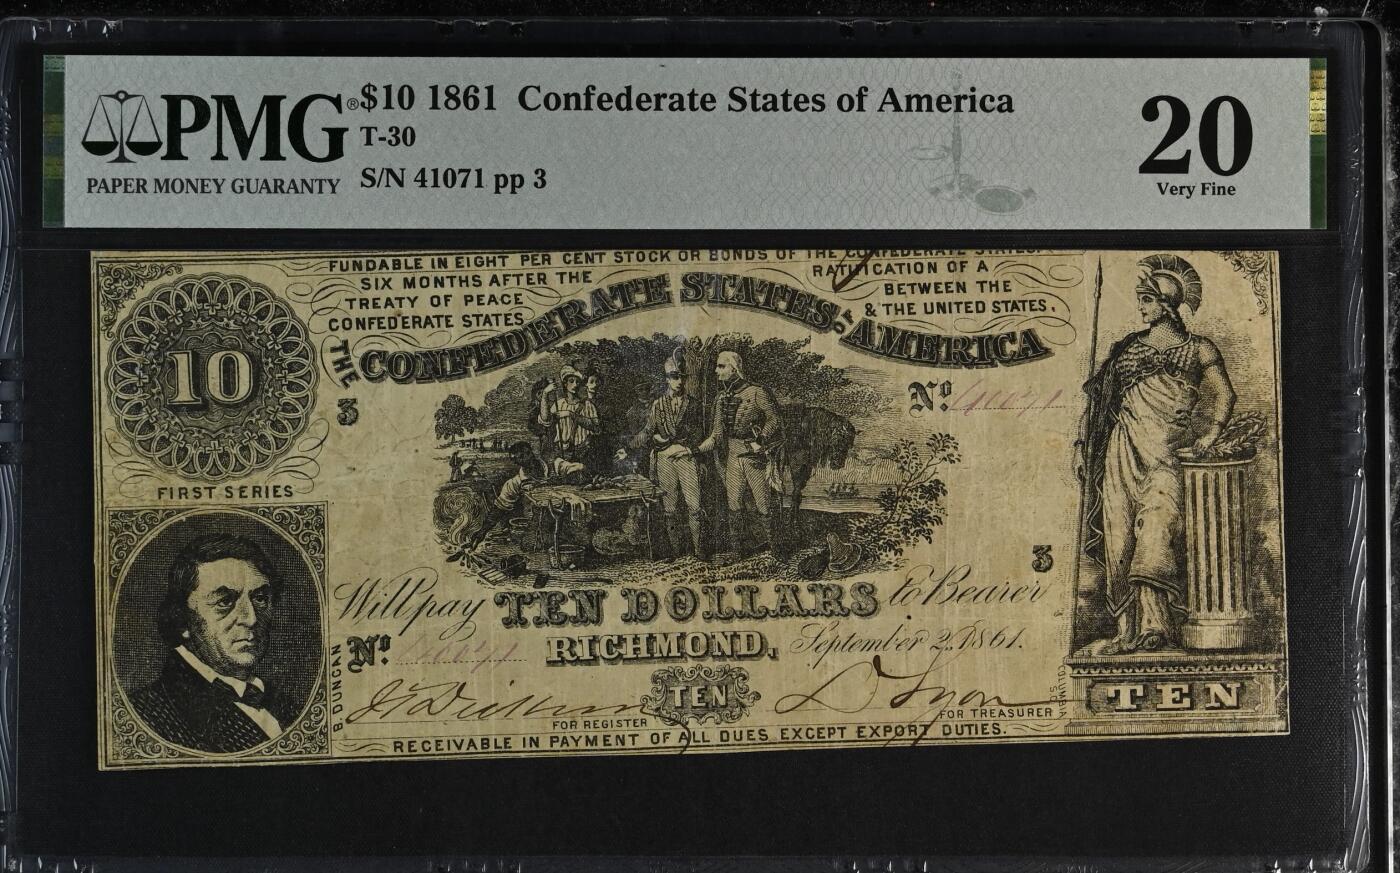 PMG® $10 1861 Confederate States of America
T-30
PAPER MONEY GUARANTY S/N 41071 pp 3
20
Very Fine
FUNDABLE IN EIGHT PER CENT STOCK OR BONDS OF THE CONFEDERATE STATES.
SIX MONTHS AFTER THE RATIFICATION OF A
TREATY OF PEACE BETWEEN THE
CONFEDERATE STATES & THE UNITED STATES.
THE CONFEDERATE STATES OF AMERICA
10
3
Nº 41071
FIRST SERIES
3
Will pay TEN DOLLARS to Bearer
Nº 41071 RICHMOND, September 2, 1861.
TEN
TEN
FOR REGISTER
FOR TREASURER
B. DUNCAN
COLUMBIA S.C.
RECEIVABLE IN PAYMENT OF ALL DUES EXCEPT EXPORT DUTIES.